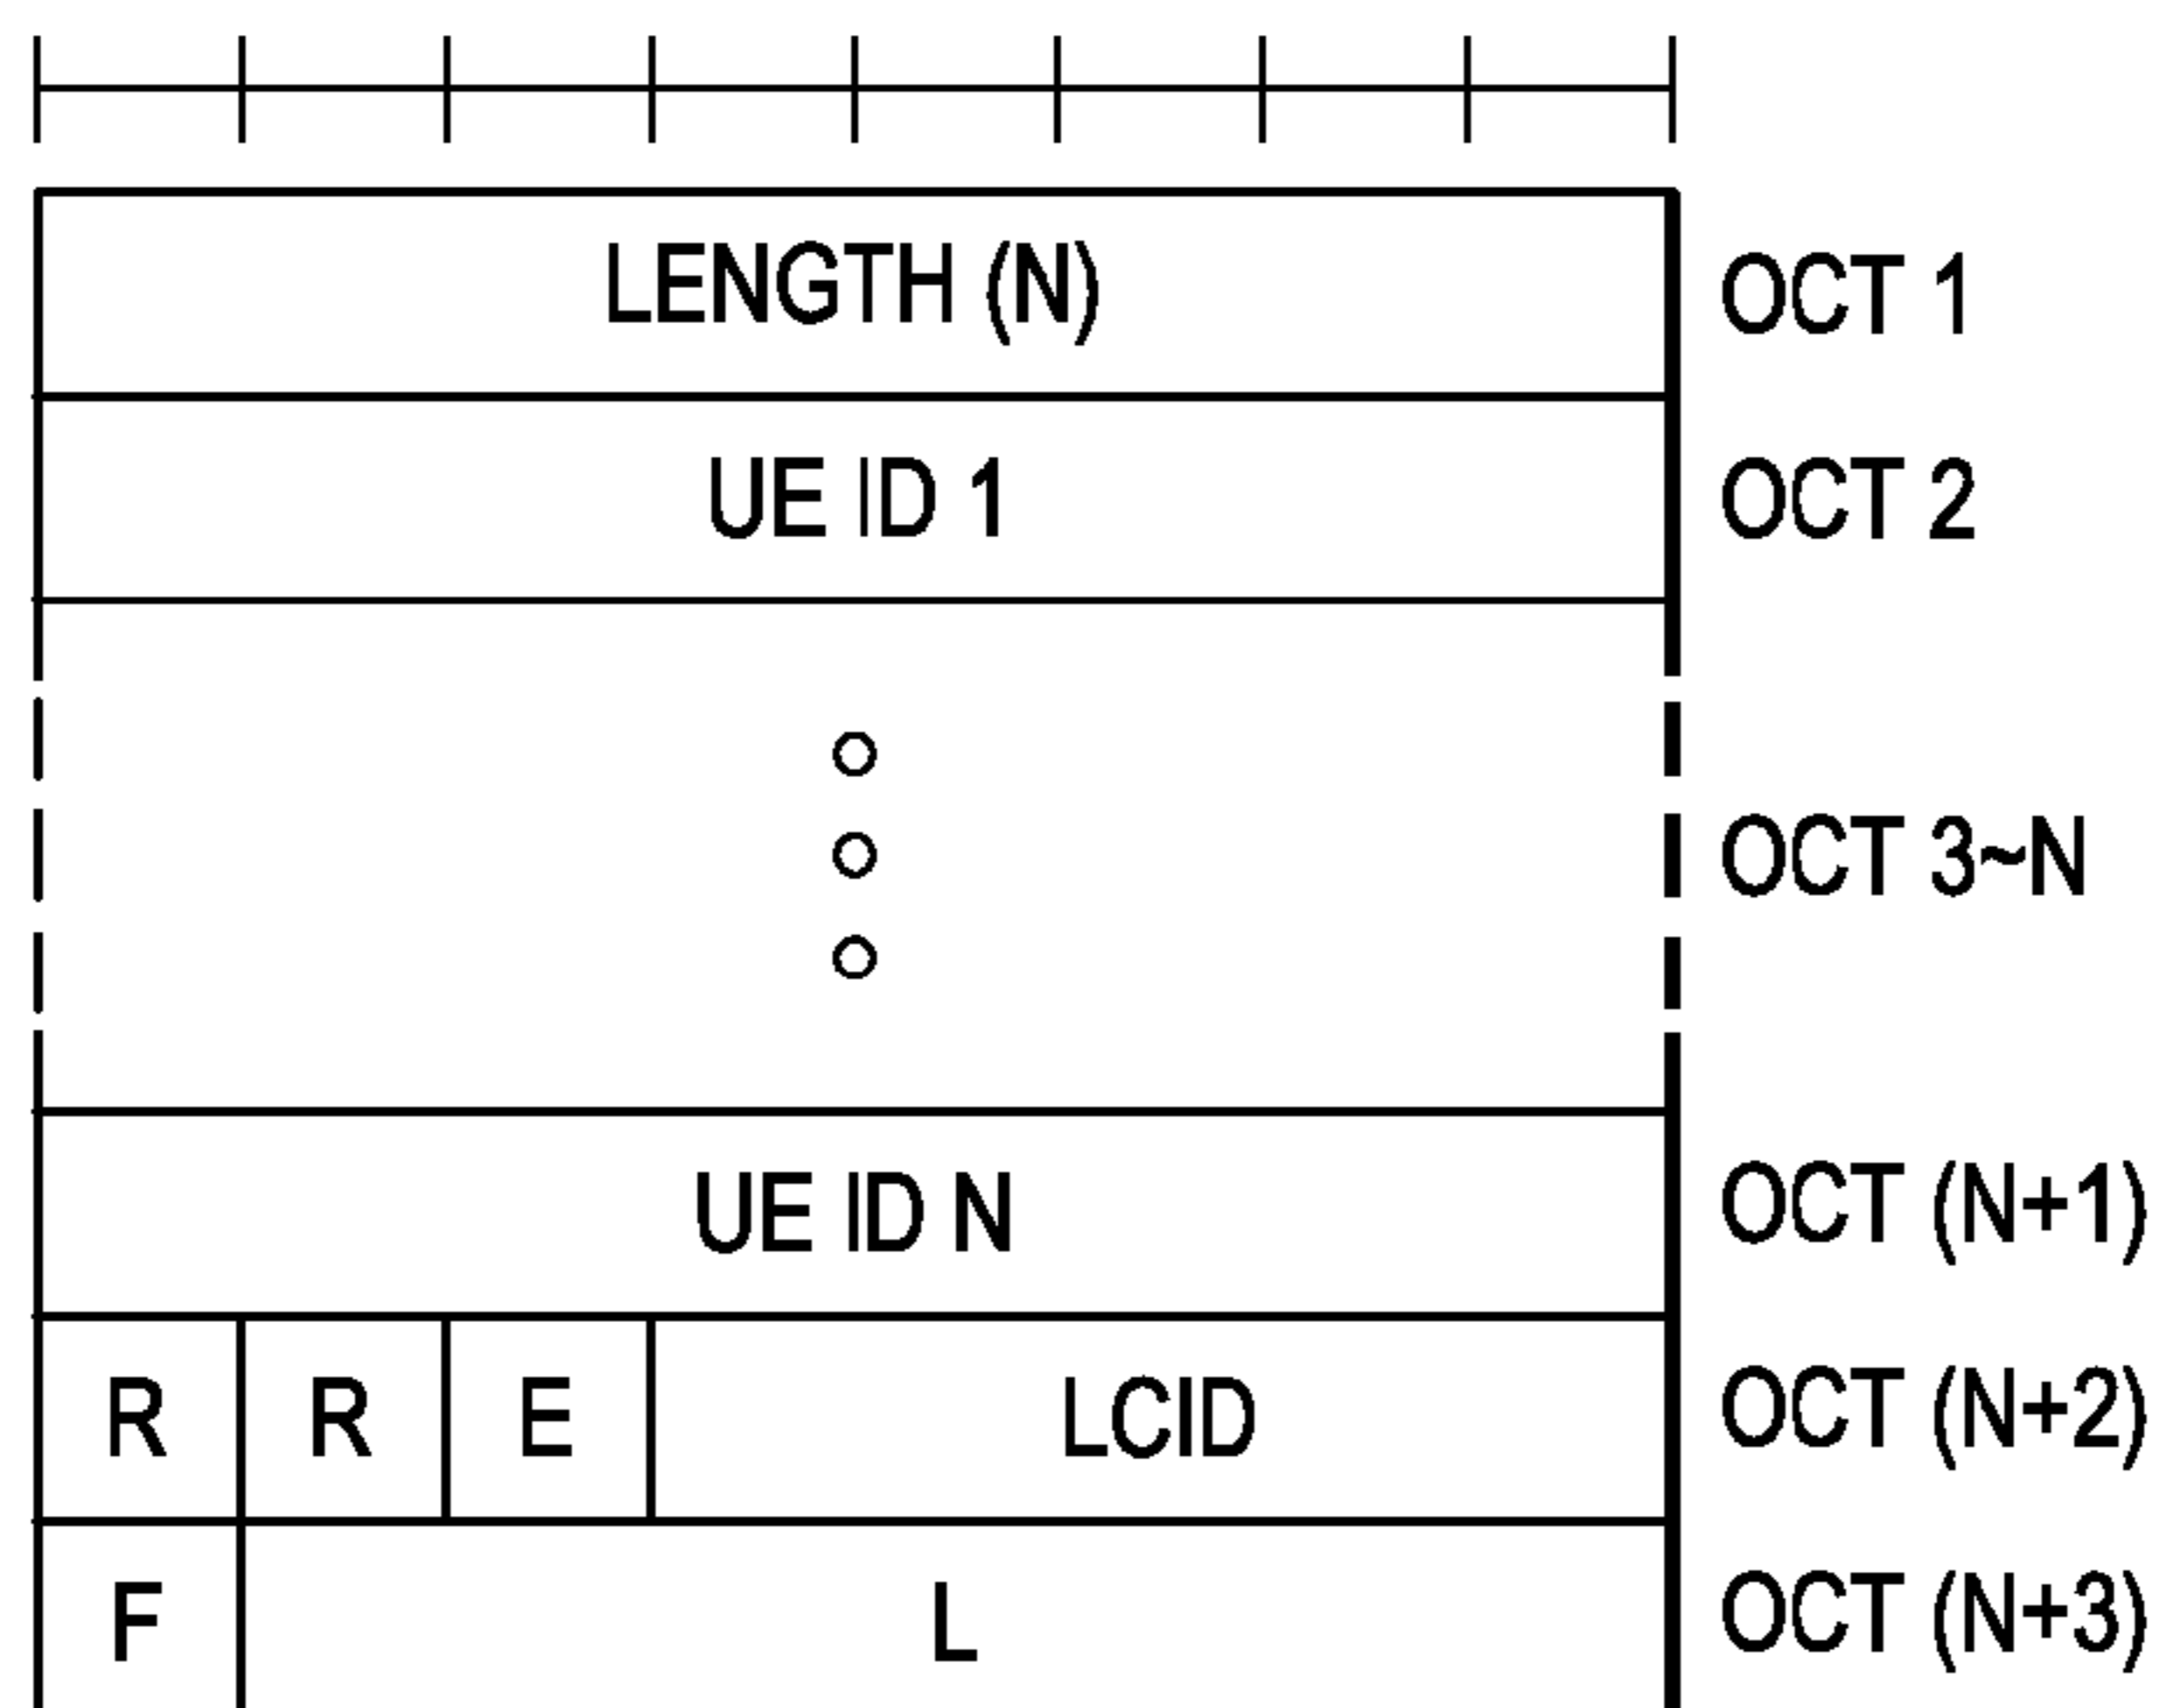 LENGTH (N) OCT 1
UE ID 1 OCT 2
OCT 3~N
UE ID N OCT (N+1)
R R E LCID OCT (N+2)
F L OCT (N+3)